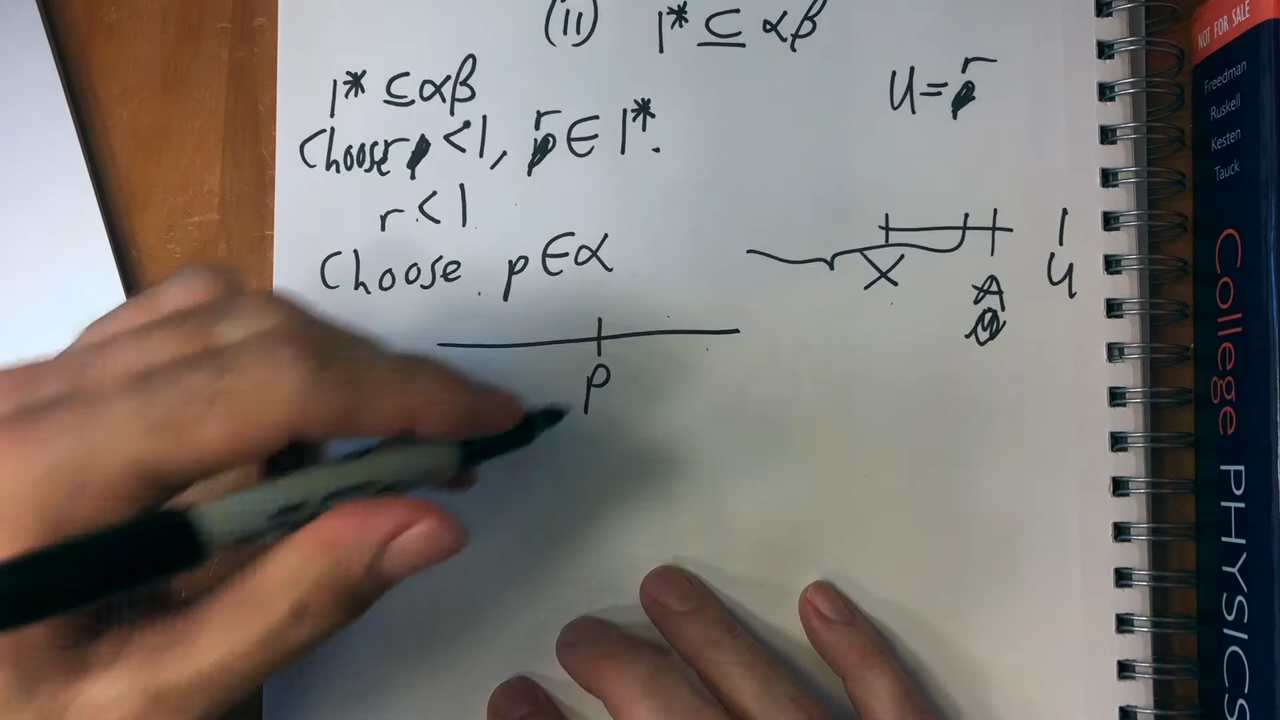 (ii) 1* ⊆ αβ
1* ⊆ αβ
Choose r < 1, r ∈ 1*.
r < 1
Choose p ∈ α
p
U = r
1
X
U
NOT FOR SALE
Freedman
Ruskell
Kesten
Tauck
College PHYSICS